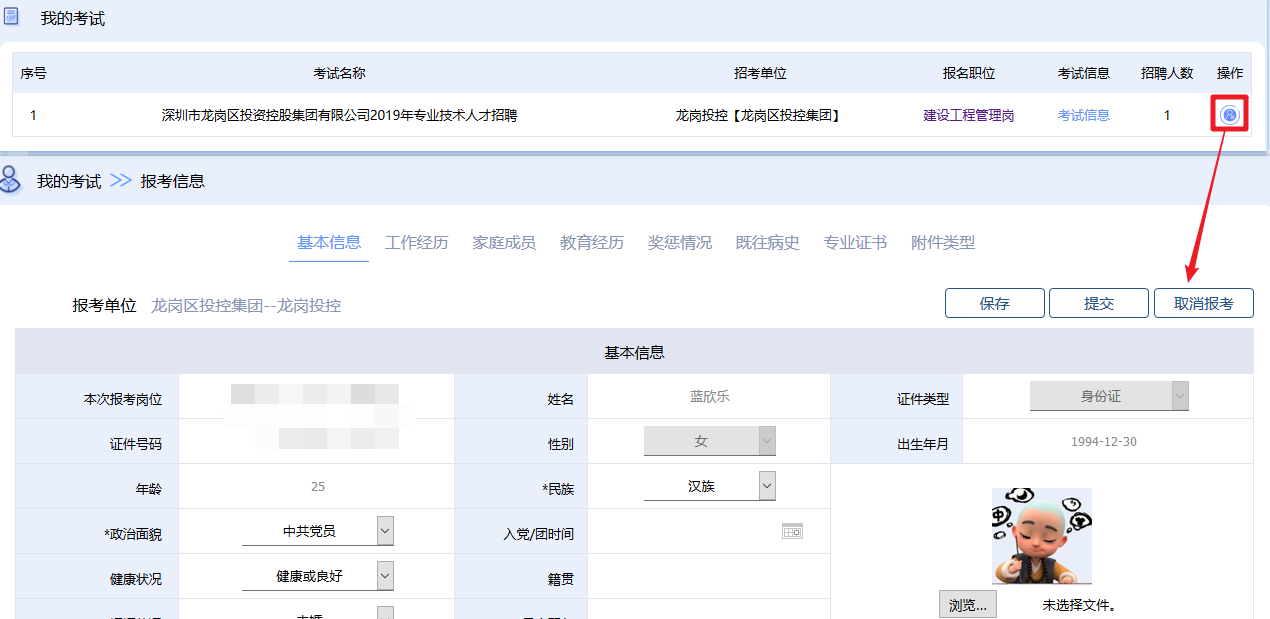 我的考试
序号 考试名称 招考单位 报名职位 考试信息 招聘人数 操作
1 深圳市龙岗区投资控股集团有限公司2019年专业技术人才招聘 龙岗投控【龙岗区投控集团】 建设工程管理岗 考试信息 1
我的考试 >> 报考信息
基本信息 工作经历 家庭成员 教育经历 奖惩情况 既往病史 专业证书 附件类型
报考单位 龙岗区投控集团--龙岗投控 保存 提交 取消报考
基本信息
本次报考岗位 姓名 蓝欣乐 证件类型 身份证
证件号码 性别 女 出生年月 1994-12-30
年龄 25 *民族 汉族
*政治面貌 中共党员 入党/团时间
健康状况 健康或良好 籍贯
浏览... 未选择文件。